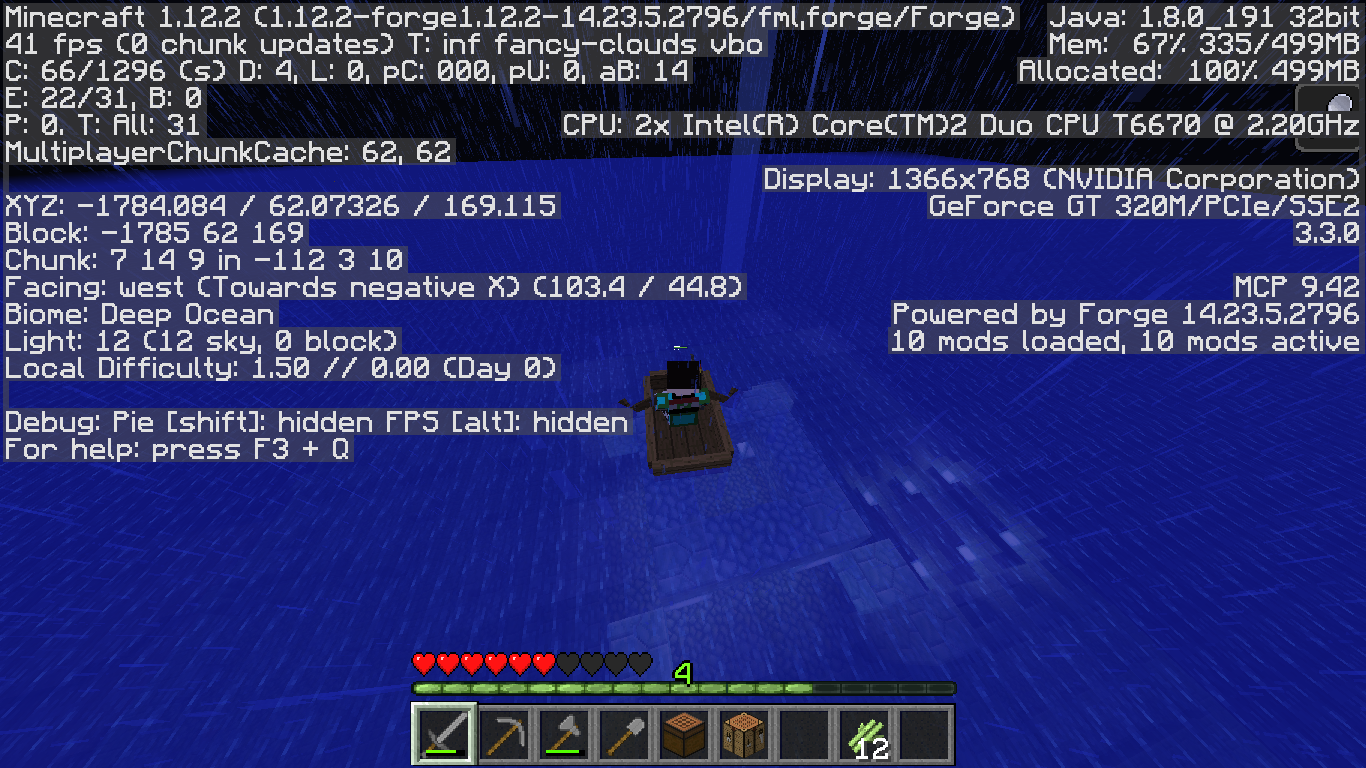 Minecraft 1.12.2 (1.12.2-forge1.12.2-14.23.5.2796/fml,forge/Forge)
41 fps (0 chunk updates) T: inf fancy-clouds vbo
C: 66/1296 (s) D: 4, L: 0, pC: 000, pU: 0, aB: 14
E: 22/31, B: 0
P: 0. T: All: 31
MultiplayerChunkCache: 62, 62
XYZ: -1784.084 / 62.07326 / 169.115
Block: -1785 62 169
Chunk: 7 14 9 in -112 3 10
Facing: west (Towards negative X) (103.4 / 44.8)
Biome: Deep Ocean
Light: 12 (12 sky, 0 block)
Local Difficulty: 1.50 // 0.00 (Day 0)
Debug: Pie [shift]: hidden FPS [alt]: hidden
For help: press F3 + Q
Java: 1.8.0_191 32bit
Mem: 67% 335/499MB
Allocated: 100% 499MB
CPU: 2x Intel(R) Core(TM)2 Duo CPU T6670 @ 2.20GHz
Display: 1366x768 (NVIDIA Corporation)
GeForce GT 320M/PCIe/SSE2
3.3.0
MCP 9.42
Powered by Forge 14.23.5.2796
10 mods loaded, 10 mods active
4
12